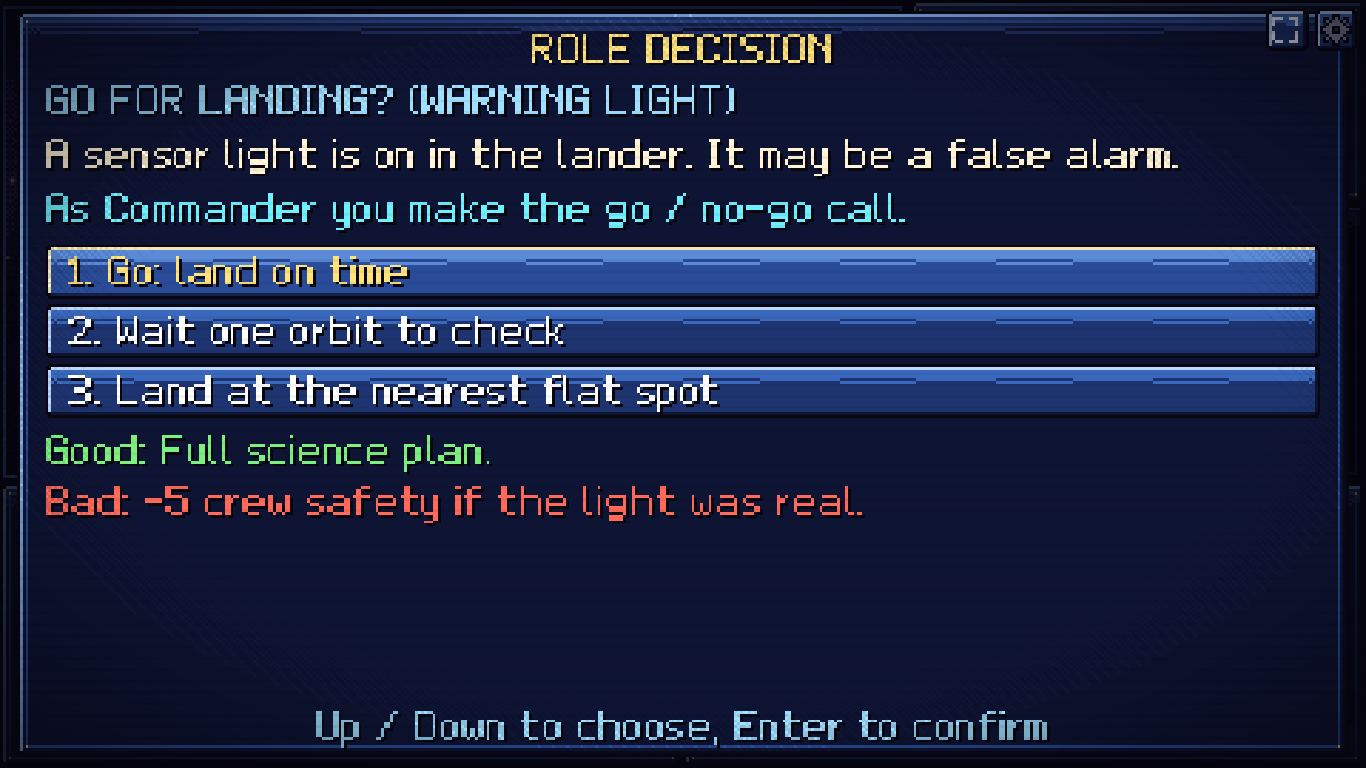 ROLE DECISION
GO FOR LANDING? (WARNING LIGHT)
A sensor light is on in the lander. It may be a false alarm.
As Commander you make the go / no-go call.
1. Go: land on time
2. Wait one orbit to check
3. Land at the nearest flat spot
Good: Full science plan.
Bad: -5 crew safety if the light was real.
Up / Down to choose, Enter to confirm